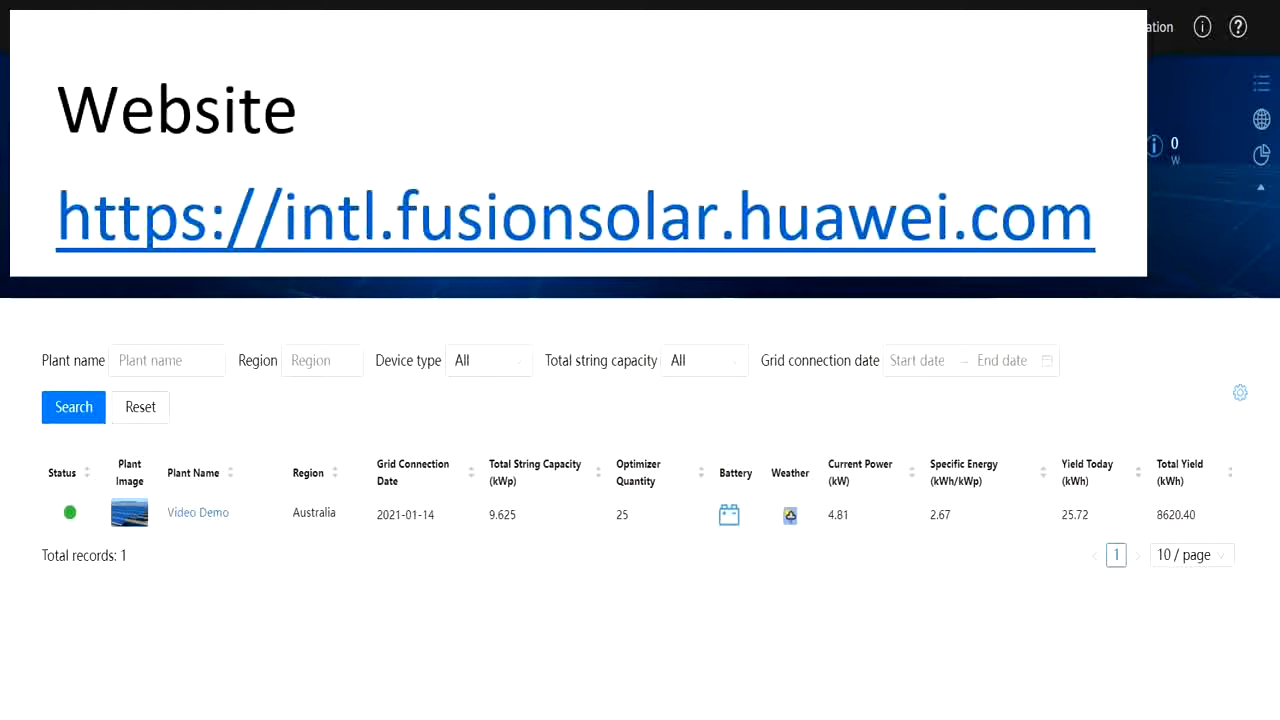 Website
https://intl.fusionsolar.huawei.com
ation
0
W
Plant name Plant name Region Region Device type All Total string capacity All Grid connection date Start date → End date
Search Reset
Status Plant Image Plant Name Region Grid Connection Date Total String Capacity (kWp) Optimizer Quantity Battery Weather Current Power (kW) Specific Energy (kWh/kWp) Yield Today (kWh) Total Yield (kWh)
Video Demo Australia 2021-01-14 9.625 25 4.81 2.67 25.72 8620.40
Total records: 1 < 1 > 10 / page